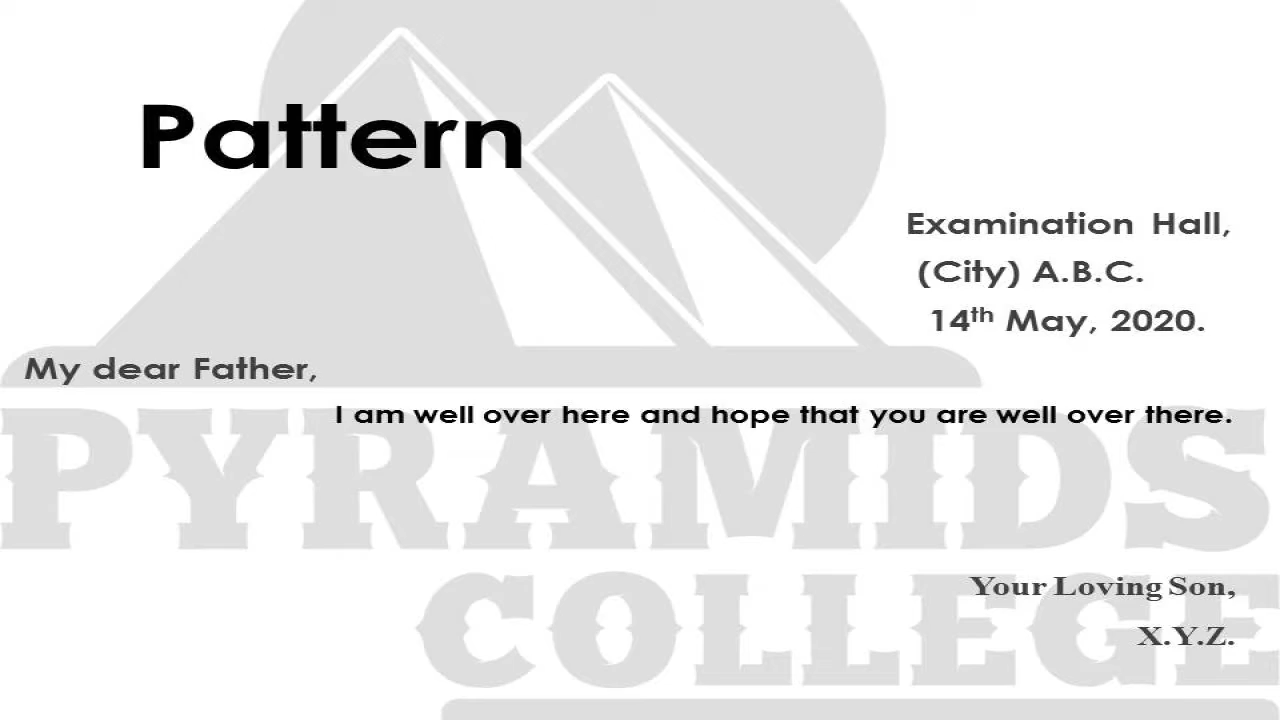 Pattern
Examination Hall,
(City) A.B.C.
14th May, 2020.
My dear Father,
I am well over here and hope that you are well over there.
PYRAMIDS
COLLEGE
Your Loving Son,
X.Y.Z.